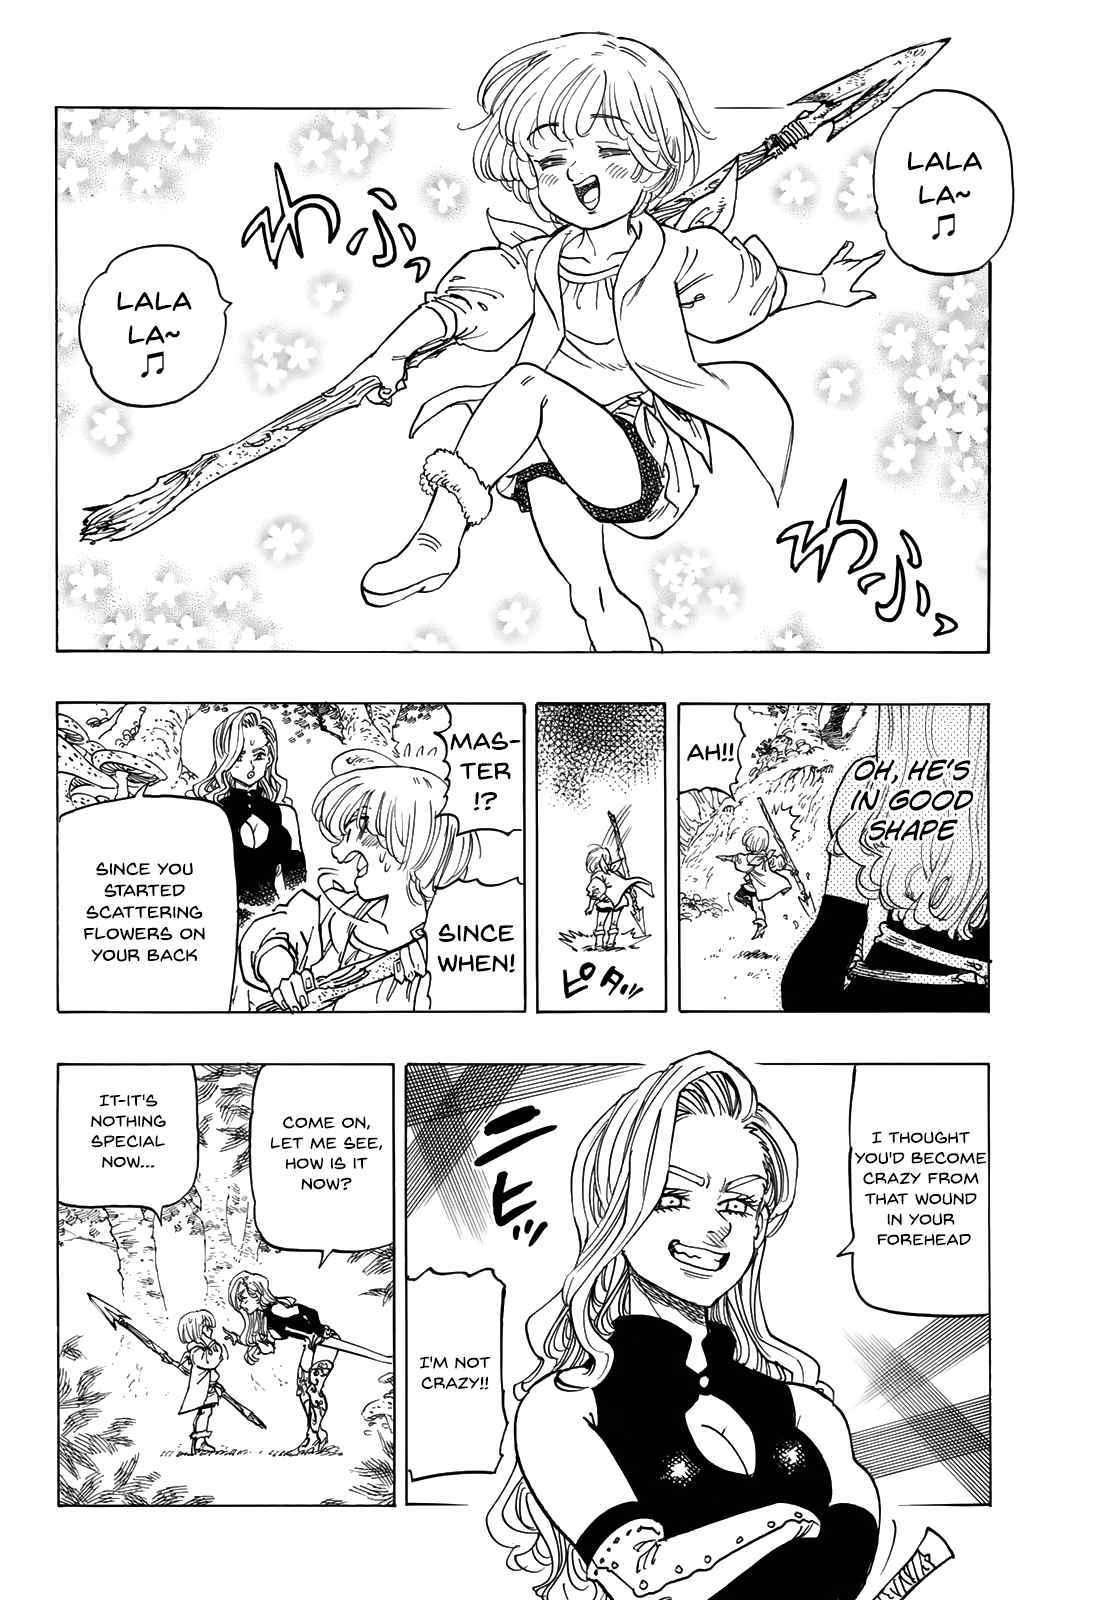 LALA
LA~
♫
わふっ
LALA
LA~
♫
わふっ
AH!!
OH, HE'S
IN GOOD
SHAPE
ピタッ
MAS-
TER
!?
SINCE
WHEN!
SINCE YOU
STARTED
SCATTERING
FLOWERS ON
YOUR BACK
I THOUGHT
YOU'D BECOME
CRAZY FROM
THAT WOUND
IN YOUR
FOREHEAD
ニヒッ
I'M NOT
CRAZY!!
COME ON,
LET ME SEE,
HOW IS IT
NOW?
IT-IT'S
NOTHING
SPECIAL
NOW...